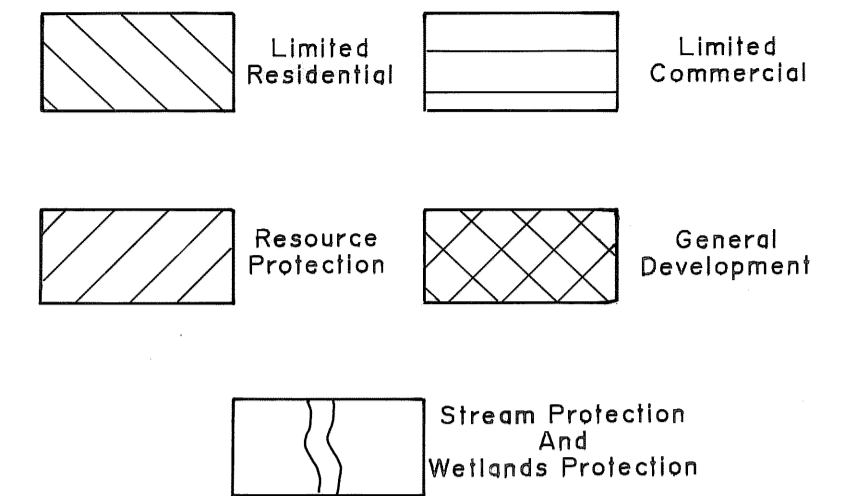 Limited
Residential
Limited
Commercial
Resource
Protection
General
Development
Stream Protection
And
Wetlands Protection